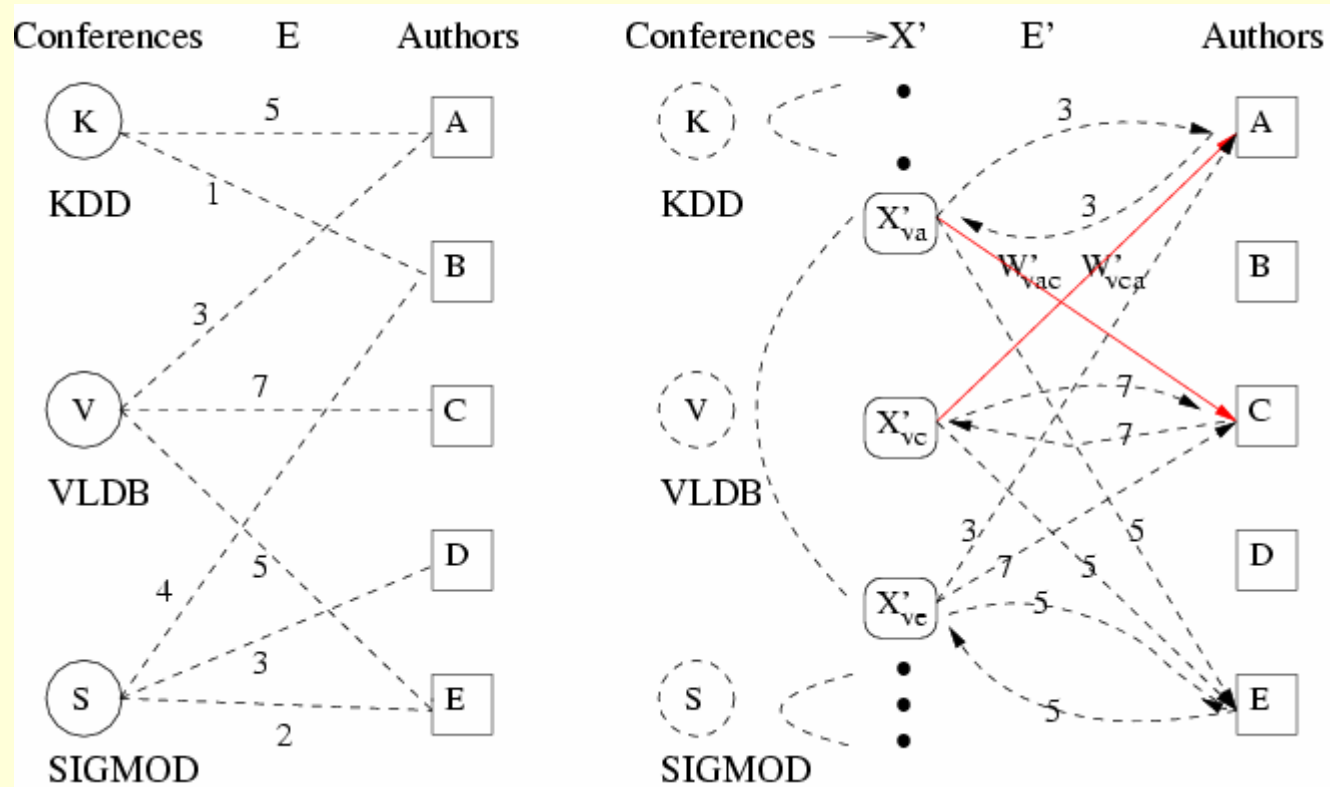 Conferences E Authors
K 5 A
KDD 1
B
3
V 7 C
VLDB
D
4 5
3
S E
2
SIGMOD
Conferences X' E' Authors
K 3 A
KDD X'va 3
W'vac W'vca B
V X'vc 7 C
7
VLDB
3 5 D
7 5
X've 5
S E
5
SIGMOD